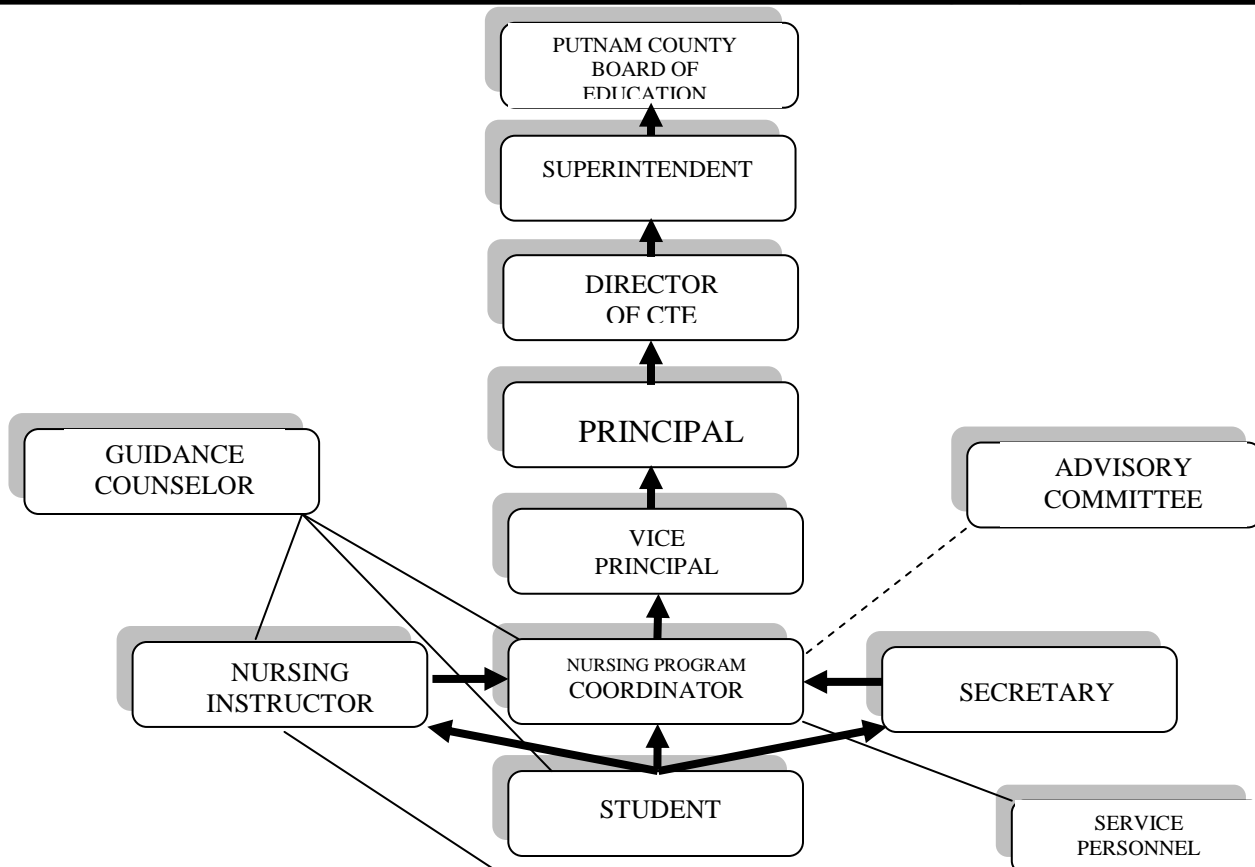 PUTNAM COUNTY
BOARD OF
EDUCATION
SUPERINTENDENT
DIRECTOR
OF CTE
PRINCIPAL
GUIDANCE
COUNSELOR
ADVISORY
COMMITTEE
VICE
PRINCIPAL
NURSING
INSTRUCTOR
NURSING PROGRAM
COORDINATOR
SECRETARY
STUDENT
SERVICE
PERSONNEL